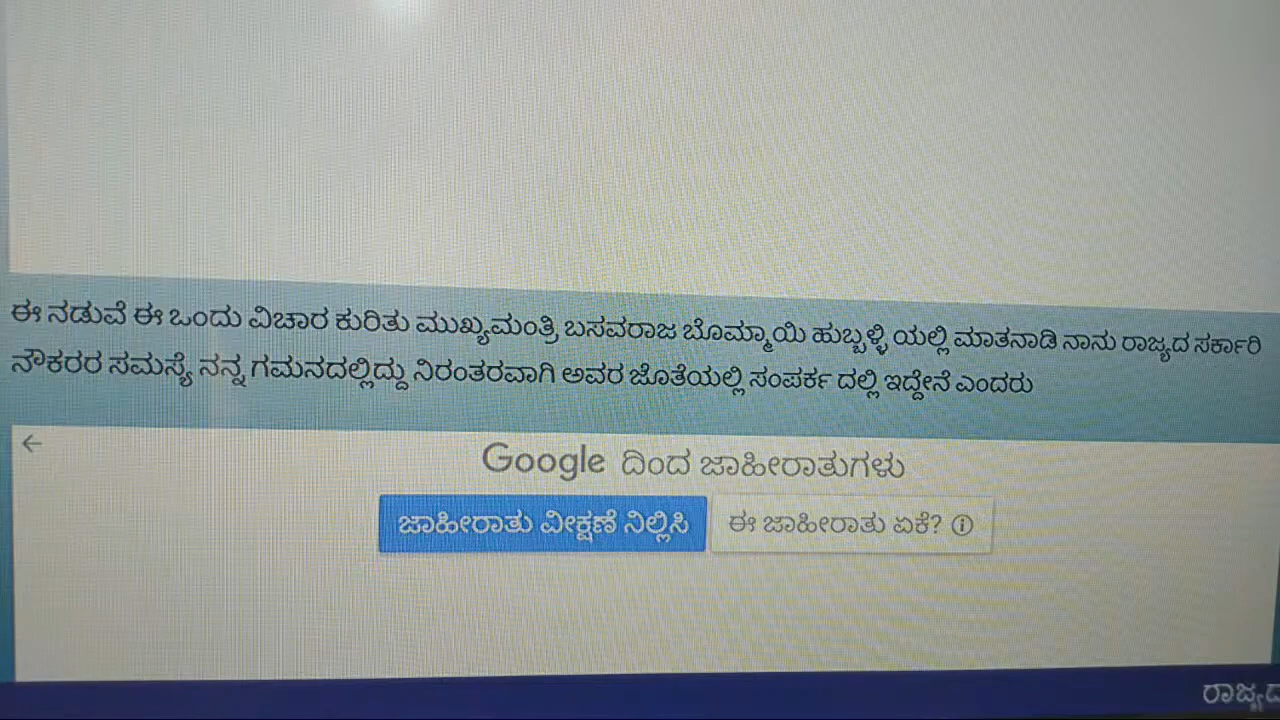 ಈ ನಡುವೆ ಈ ಒಂದು ವಿಚಾರ ಕುರಿತು ಮುಖ್ಯಮಂತ್ರಿ ಬಸವರಾಜ ಬೊಮ್ಮಾಯಿ ಹುಬ್ಬಳ್ಳಿ ಯಲ್ಲಿ ಮಾತನಾಡಿ ನಾನು ರಾಜ್ಯದ ಸರ್ಕಾರಿ
ನೌಕರರ ಸಮಸ್ಯೆ ನನ್ನ ಗಮನದಲ್ಲಿದ್ದು ನಿರಂತರವಾಗಿ ಅವರ ಜೊತೆಯಲ್ಲಿ ಸಂಪರ್ಕ ದಲ್ಲಿ ಇದ್ದೇನೆ ಎಂದರು
Google ದಿಂದ ಜಾಹೀರಾತುಗಳು
ಜಾಹೀರಾತು ವೀಕ್ಷಣೆ ನಿಲ್ಲಿಸಿ ಈ ಜಾಹೀರಾತು ಏಕೆ?